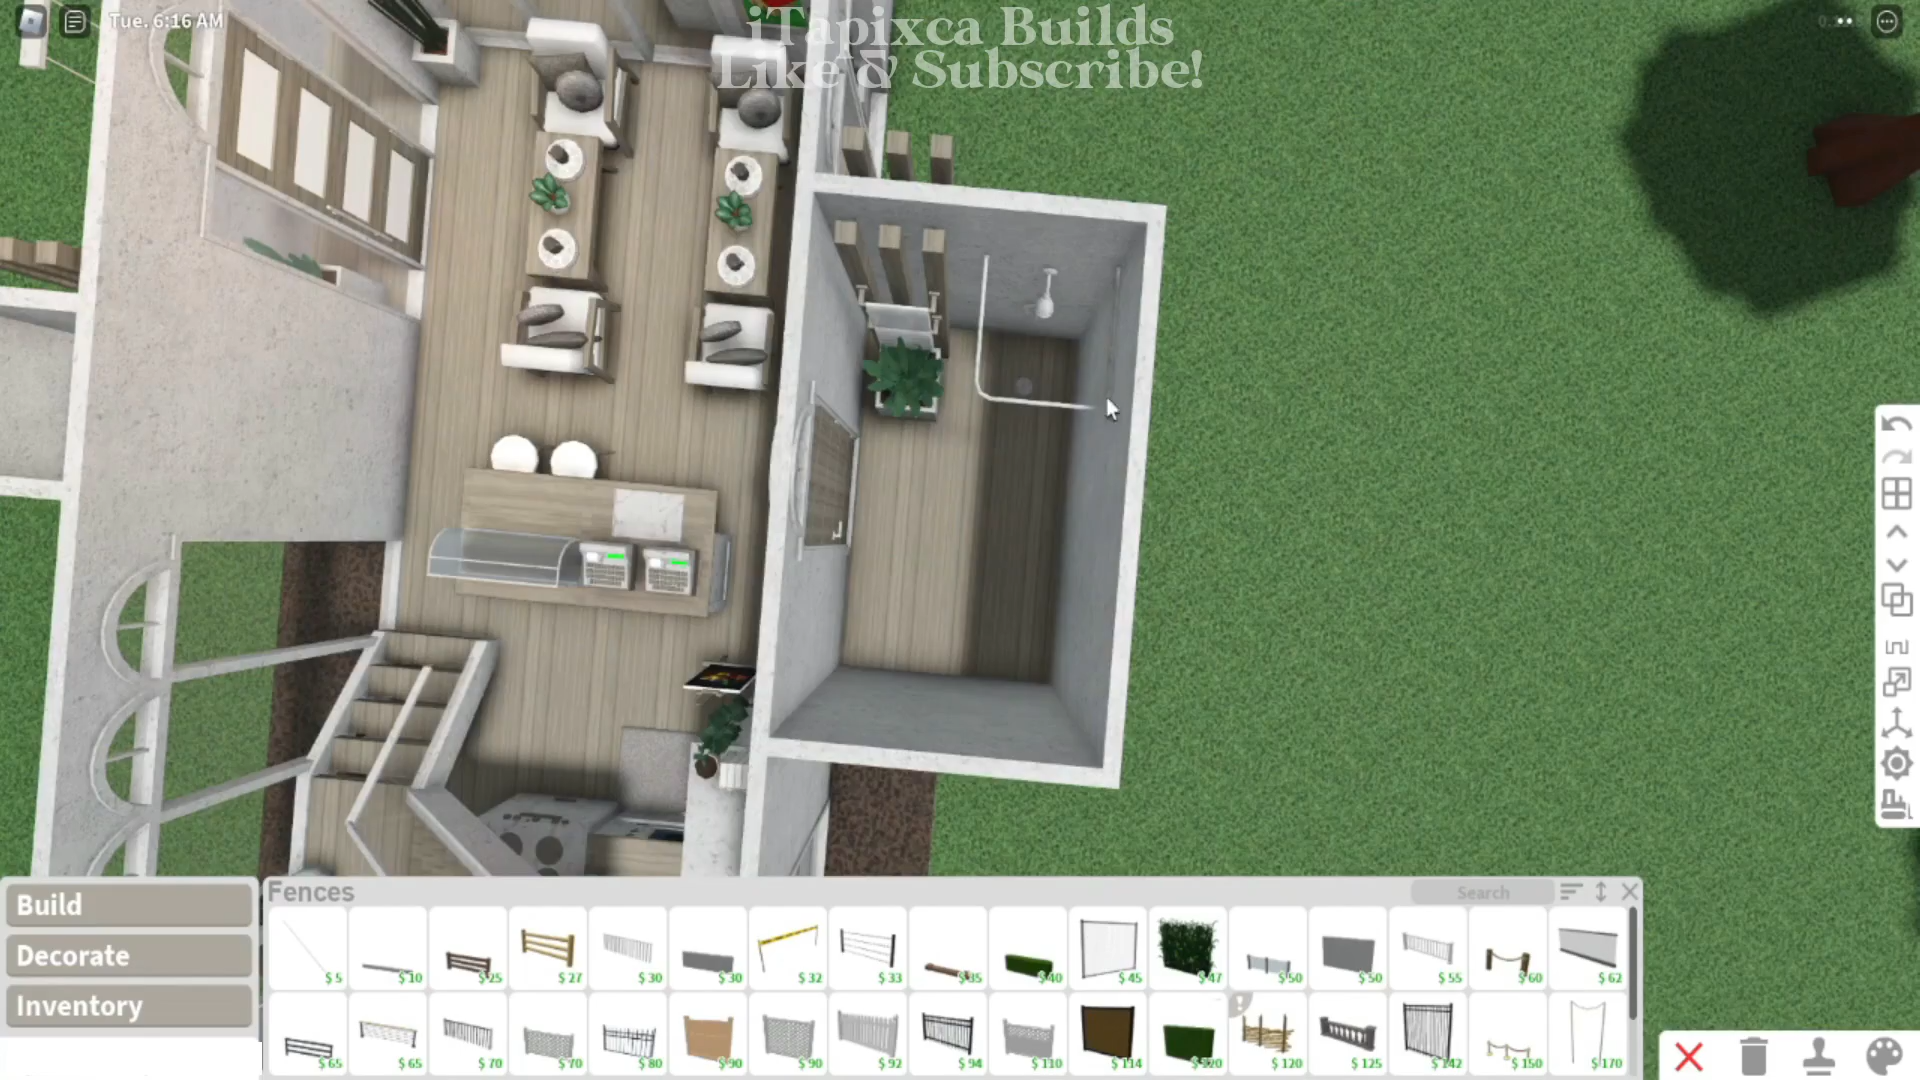 Tue. 6:16 AM
iTapixca Builds
Like & Subscribe!
Build
Decorate
Inventory
Fences
Search
$5 $10 $25 $27 $30 $30 $32 $33 $35 $40 $45 $47 $50 $50 $55 $60 $62
$65 $65 $70 $70 $80 $90 $90 $92 $94 $110 $114 $120 $120 $125 $142 $150 $170